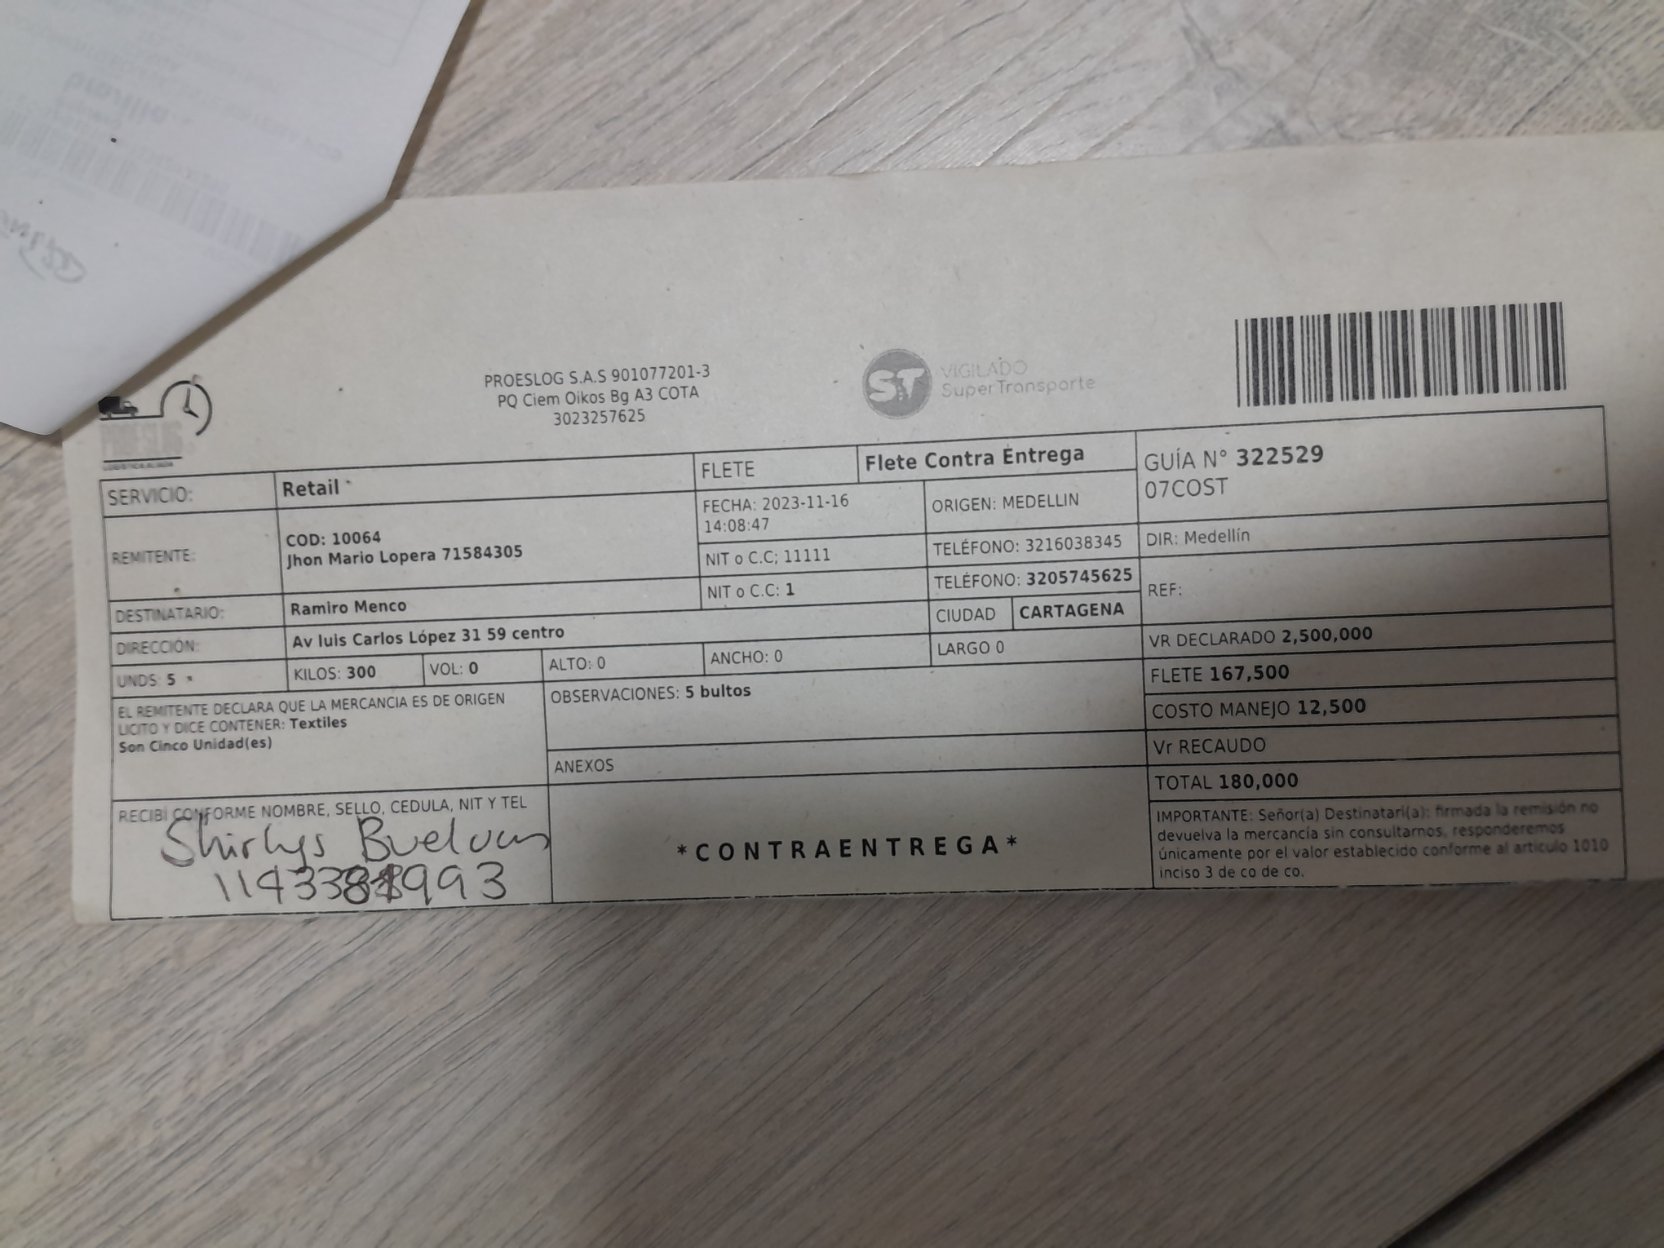 PROESLOG
PROESLOG S.A.S 901077201-3
PQ Ciem Oikos Bg A3 COTA
3023257625
ST
VIGILADO
SuperTransporte
SERVICIO: Retail
FLETE Flete Contra Entrega
GUÍA N° 322529
07COST
REMITENTE:
COD: 10064
Jhon Mario Lopera 71584305
FECHA: 2023-11-16
14:08:47
ORIGEN: MEDELLIN
NIT o C.C; 11111
TELÉFONO: 3216038345
DIR: Medellín
DESTINATARIO: Ramiro Menco
NIT o C.C: 1
TELÉFONO: 3205745625
REF:
DIRECCIÓN: Av luis Carlos López 31 59 centro
CIUDAD CARTAGENA
UNDS: 5
KILOS: 300
VOL: 0
ALTO: 0
ANCHO: 0
LARGO 0
VR DECLARADO 2,500,000
FLETE 167,500
COSTO MANEJO 12,500
Vr RECAUDO
TOTAL 180,000
EL REMITENTE DECLARA QUE LA MERCANCIA ES DE ORIGEN
LICITO Y DICE CONTENER: Textiles
Son Cinco Unidad(es)
OBSERVACIONES: 5 bultos
ANEXOS
RECIBÍ CONFORME NOMBRE, SELLO, CEDULA, NIT Y TEL
Shirlys Buelvas
*CONTRAENTREGA*
IMPORTANTE: Señor(a) Destinatari(a): firmada la remisión no
devuelva la mercancía sin consultarnos, responderemos
únicamente por el valor establecido conforme al artículo 1010
inciso 3 de co de co.